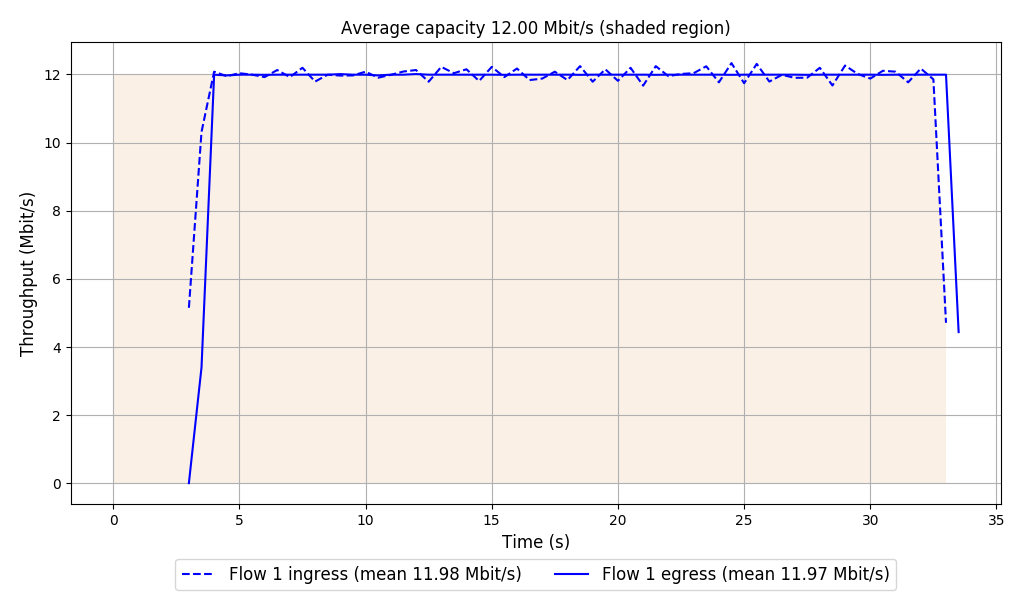 Average capacity 12.00 Mbit/s (shaded region)
Throughput (Mbit/s)
12
10
8
6
4
2
0
0 5 10 15 20 25 30 35
Time (s)
Flow 1 ingress (mean 11.98 Mbit/s) Flow 1 egress (mean 11.97 Mbit/s)